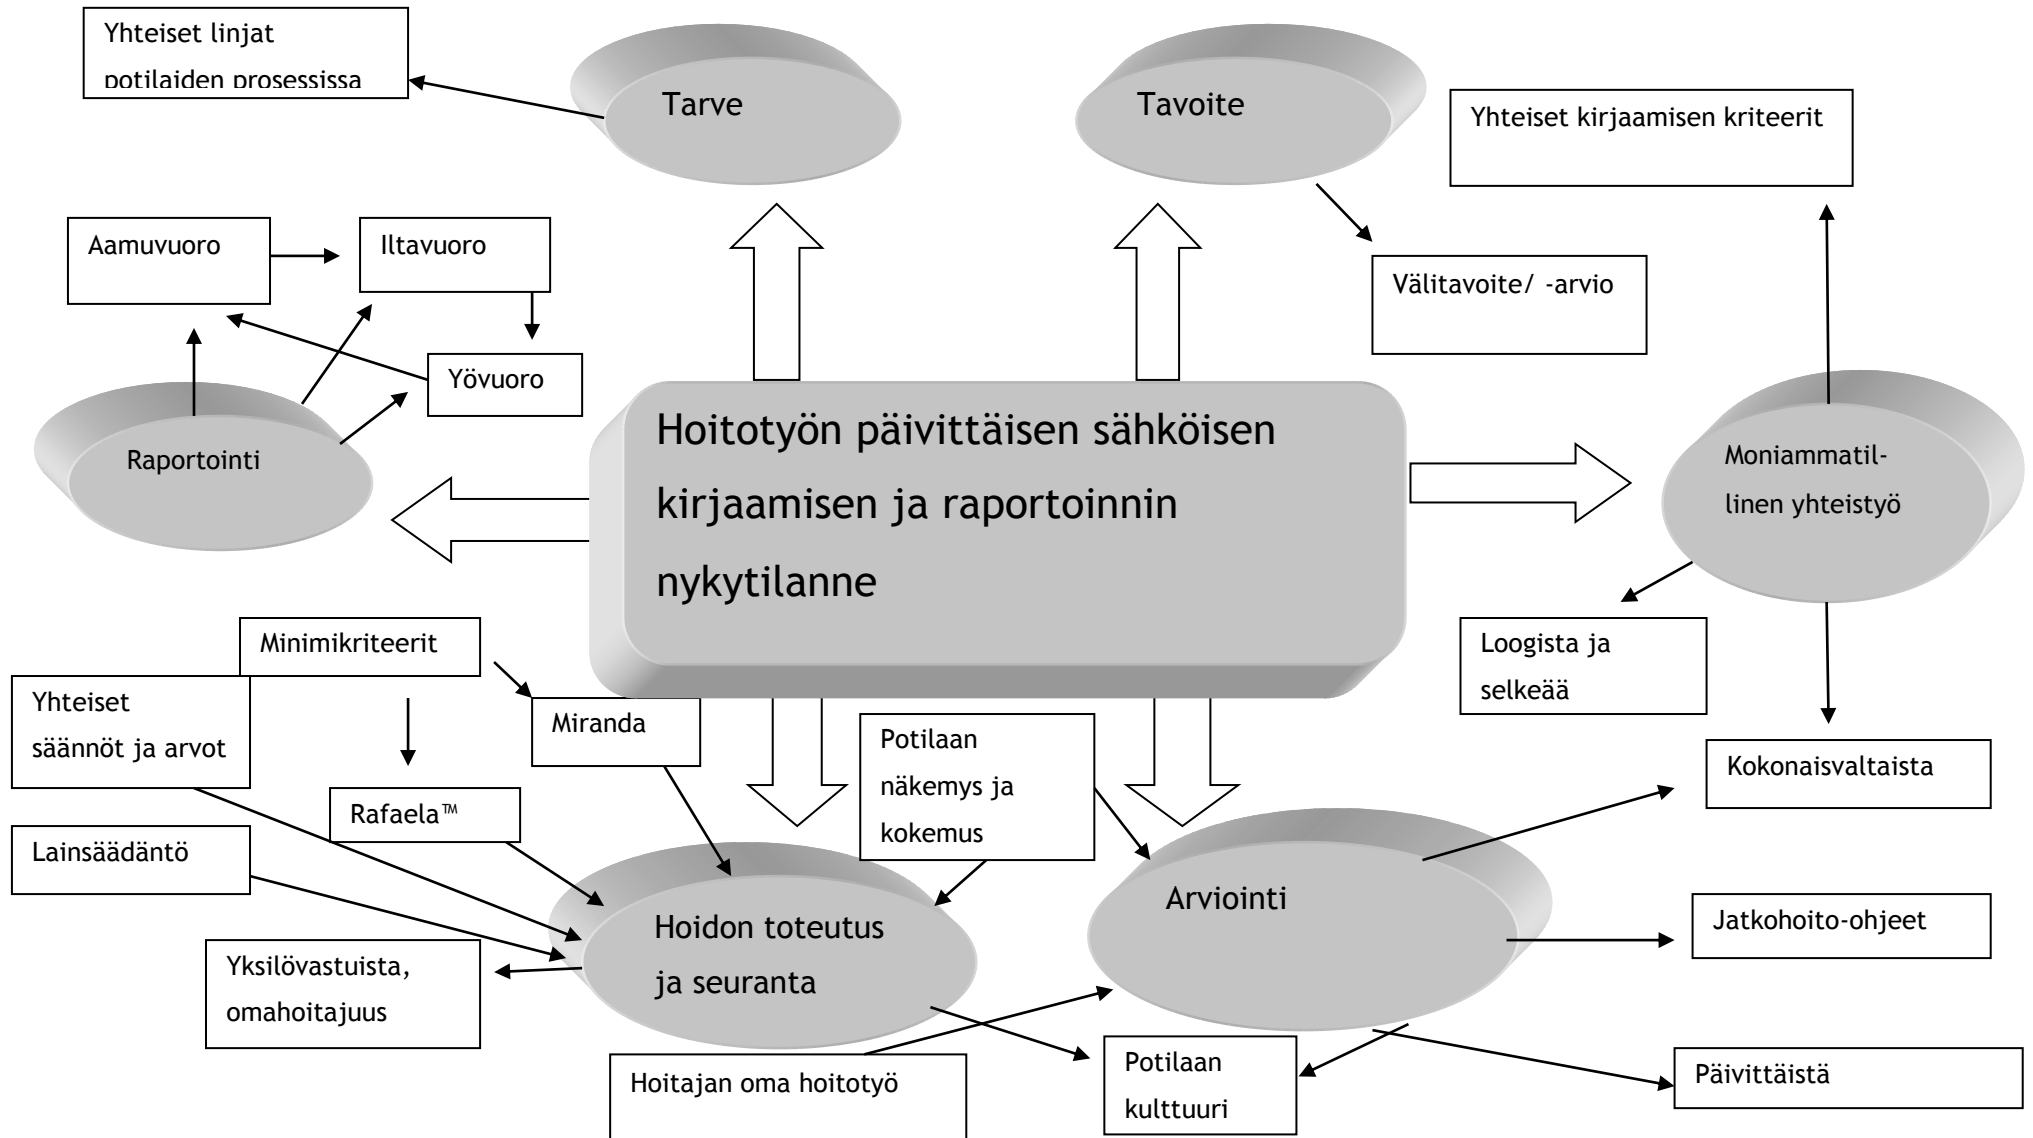 Yhteiset linjat
potilaiden prosessissa
Tarve
Tavoite
Yhteiset kirjaamisen kriteerit
Aamuvuoro
Iltavuoro
Välitavoite/ -arvio
Yövuoro
Raportointi
Hoitotyön päivittäisen sähköisen
kirjaamisen ja raportoinnin
nykytilanne
Moniammatil-
linen yhteistyö
Minimikriteerit
Loogista ja
selkeää
Yhteiset
säännöt ja arvot
Miranda
Potilaan
näkemys ja
kokemus
Kokonaisvaltaista
Rafaela™
Lainsäädäntö
Hoidon toteutus
ja seuranta
Arviointi
Jatkohoito-ohjeet
Yksilövastuista,
omahoitajuus
Hoitajan oma hoitotyö
Potilaan
kulttuuri
Päivittäistä